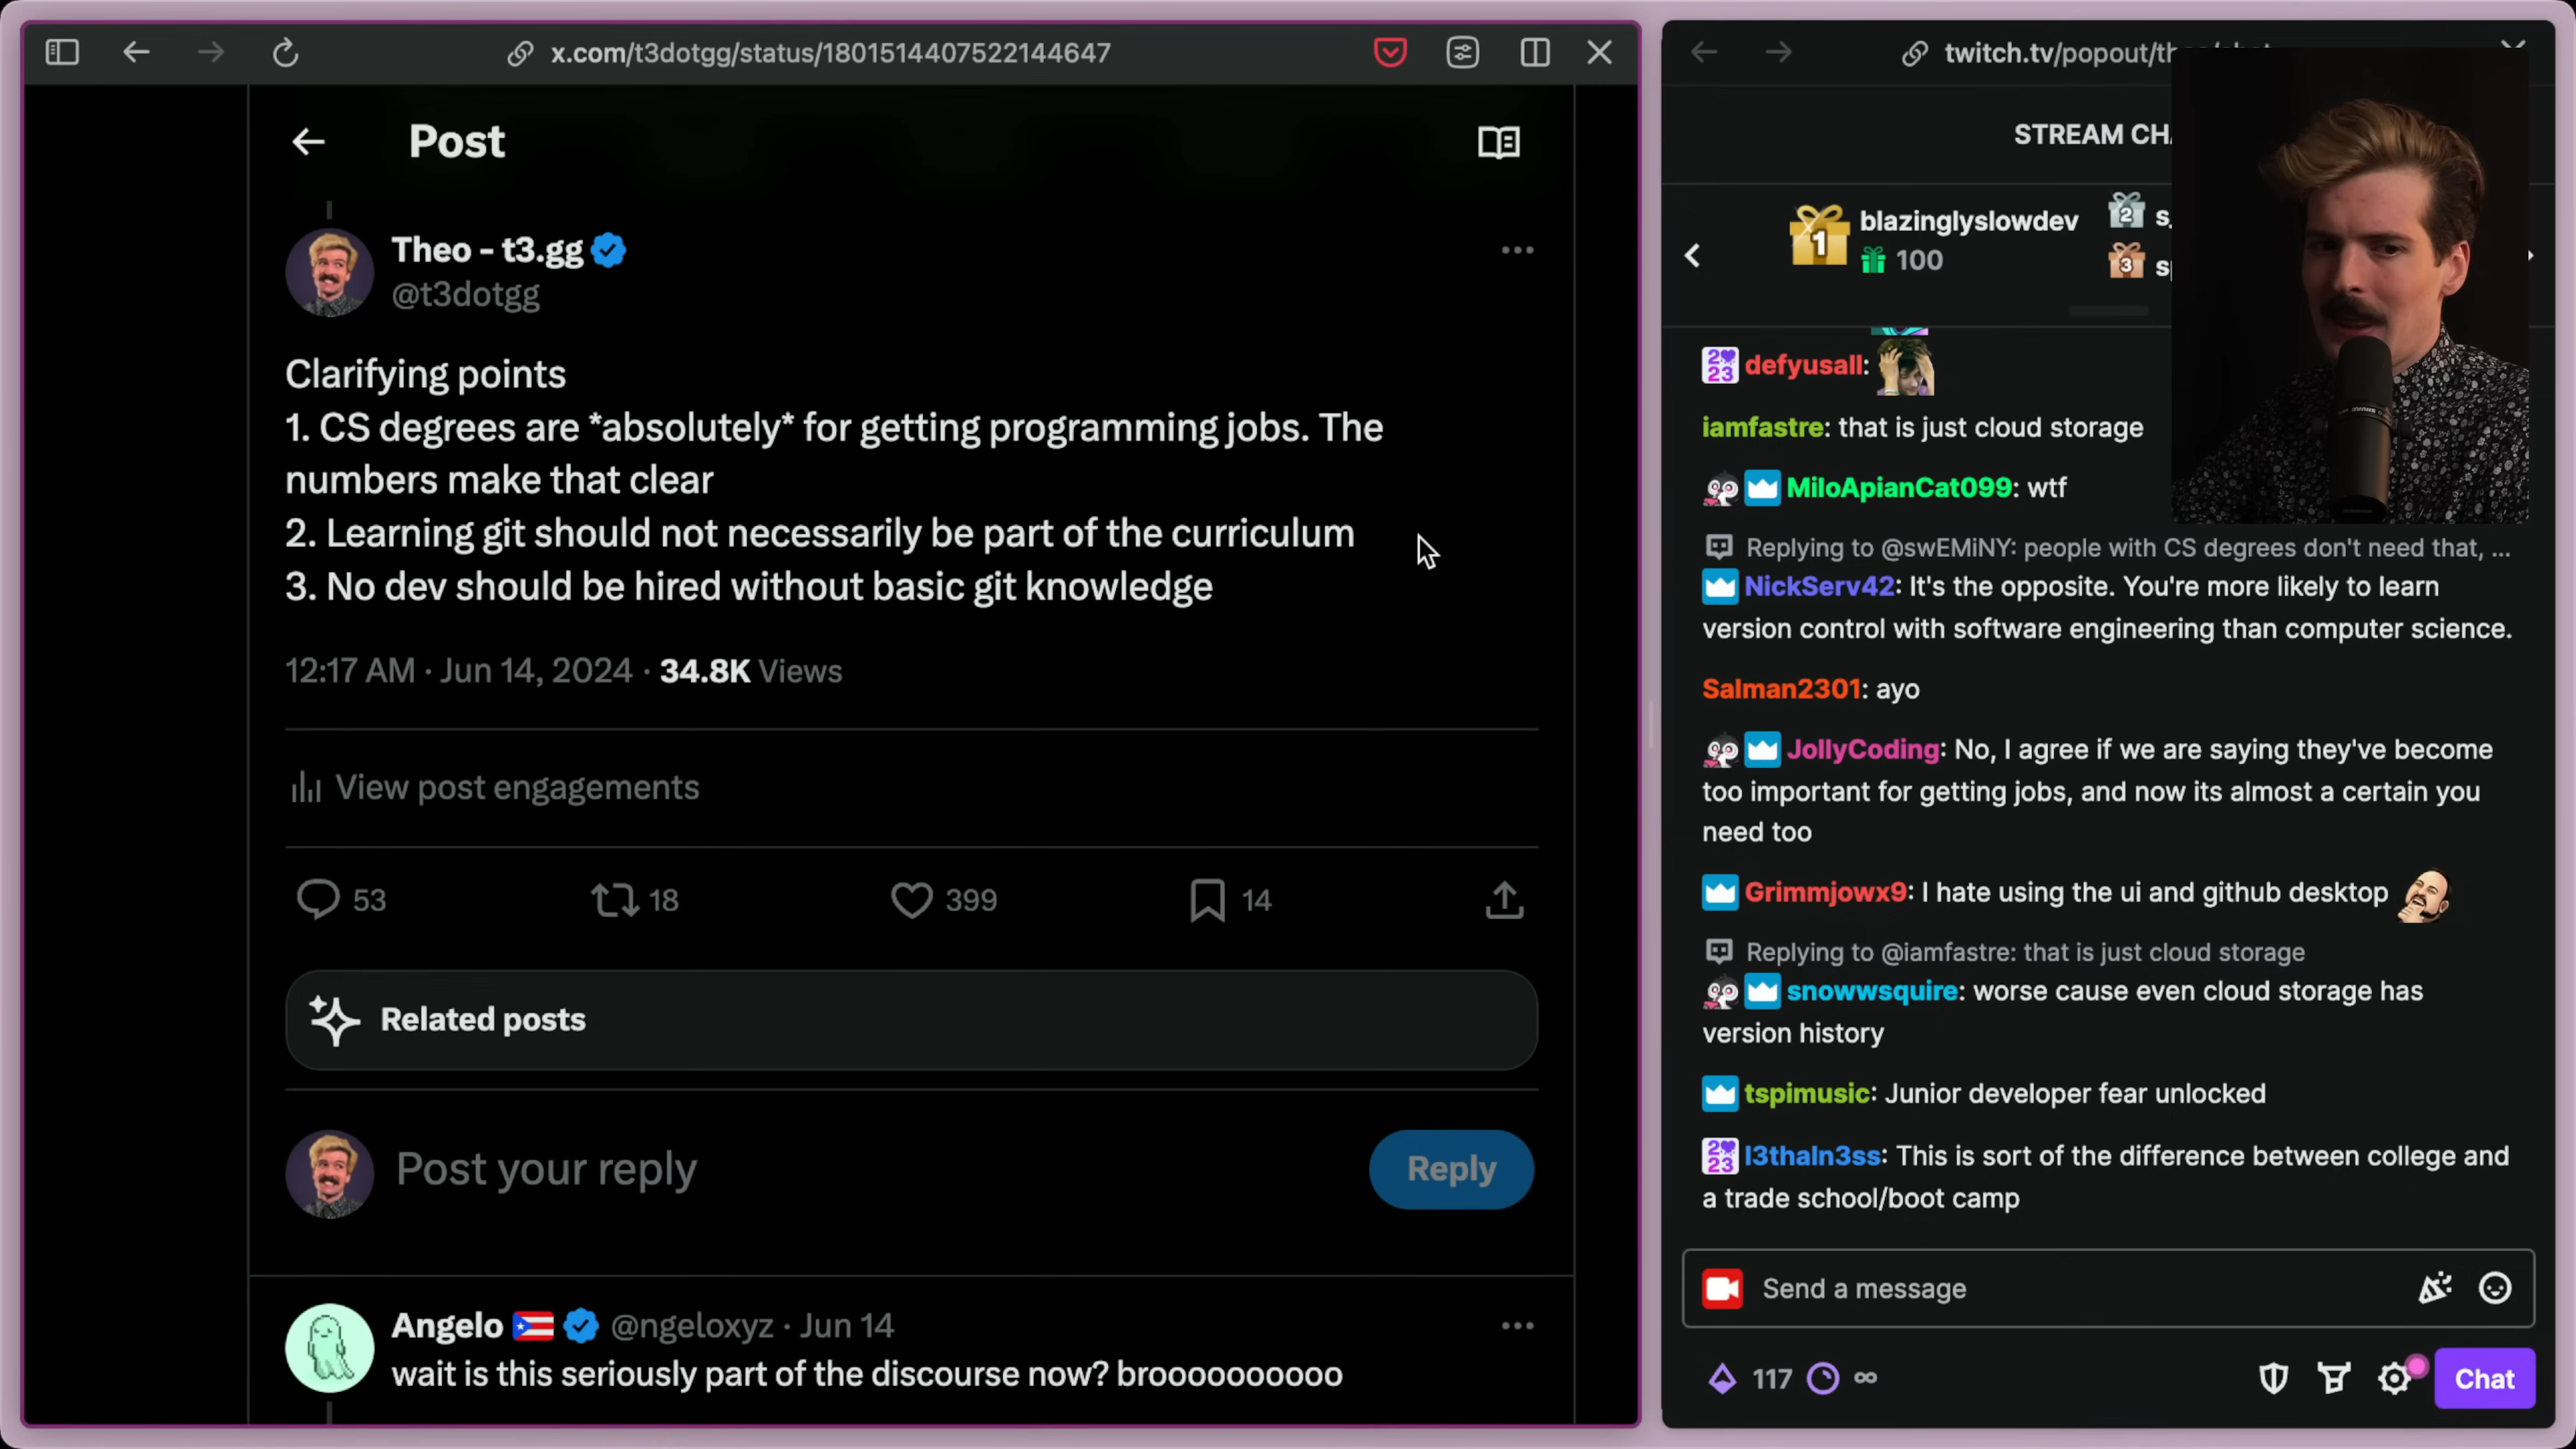 x.com/t3dotgg/status/1801514407522144647
Post
Theo - t3.gg
@t3dotgg
Clarifying points
1. CS degrees are *absolutely* for getting programming jobs. The
numbers make that clear
2. Learning git should not necessarily be part of the curriculum
3. No dev should be hired without basic git knowledge
12:17 AM · Jun 14, 2024 · 34.8K Views
View post engagements
53 18 399 14
Related posts
Post your reply
Reply
Angelo @ngeloxyz · Jun 14
wait is this seriously part of the discourse now? broooooooooo
twitch.tv/popout/
STREAM
1 blazinglyslowdev
100
2
3
defyusall:
iamfastre: that is just cloud storage
MiloApianCat099: wtf
Replying to @swEMiNY: people with CS degrees don't need that, ...
NickServ42: It's the opposite. You're more likely to learn
version control with software engineering than computer science.
Salman2301: ayo
JollyCoding: No, I agree if we are saying they've become
too important for getting jobs, and now its almost a certain you
need too
Grimmjowx9: I hate using the ui and github desktop
Replying to @iamfastre: that is just cloud storage
snowwsquire: worse cause even cloud storage has
version history
tspimusic: Junior developer fear unlocked
l3thaln3ss: This is sort of the difference between college and
a trade school/boot camp
Send a message
117 ∞
Chat